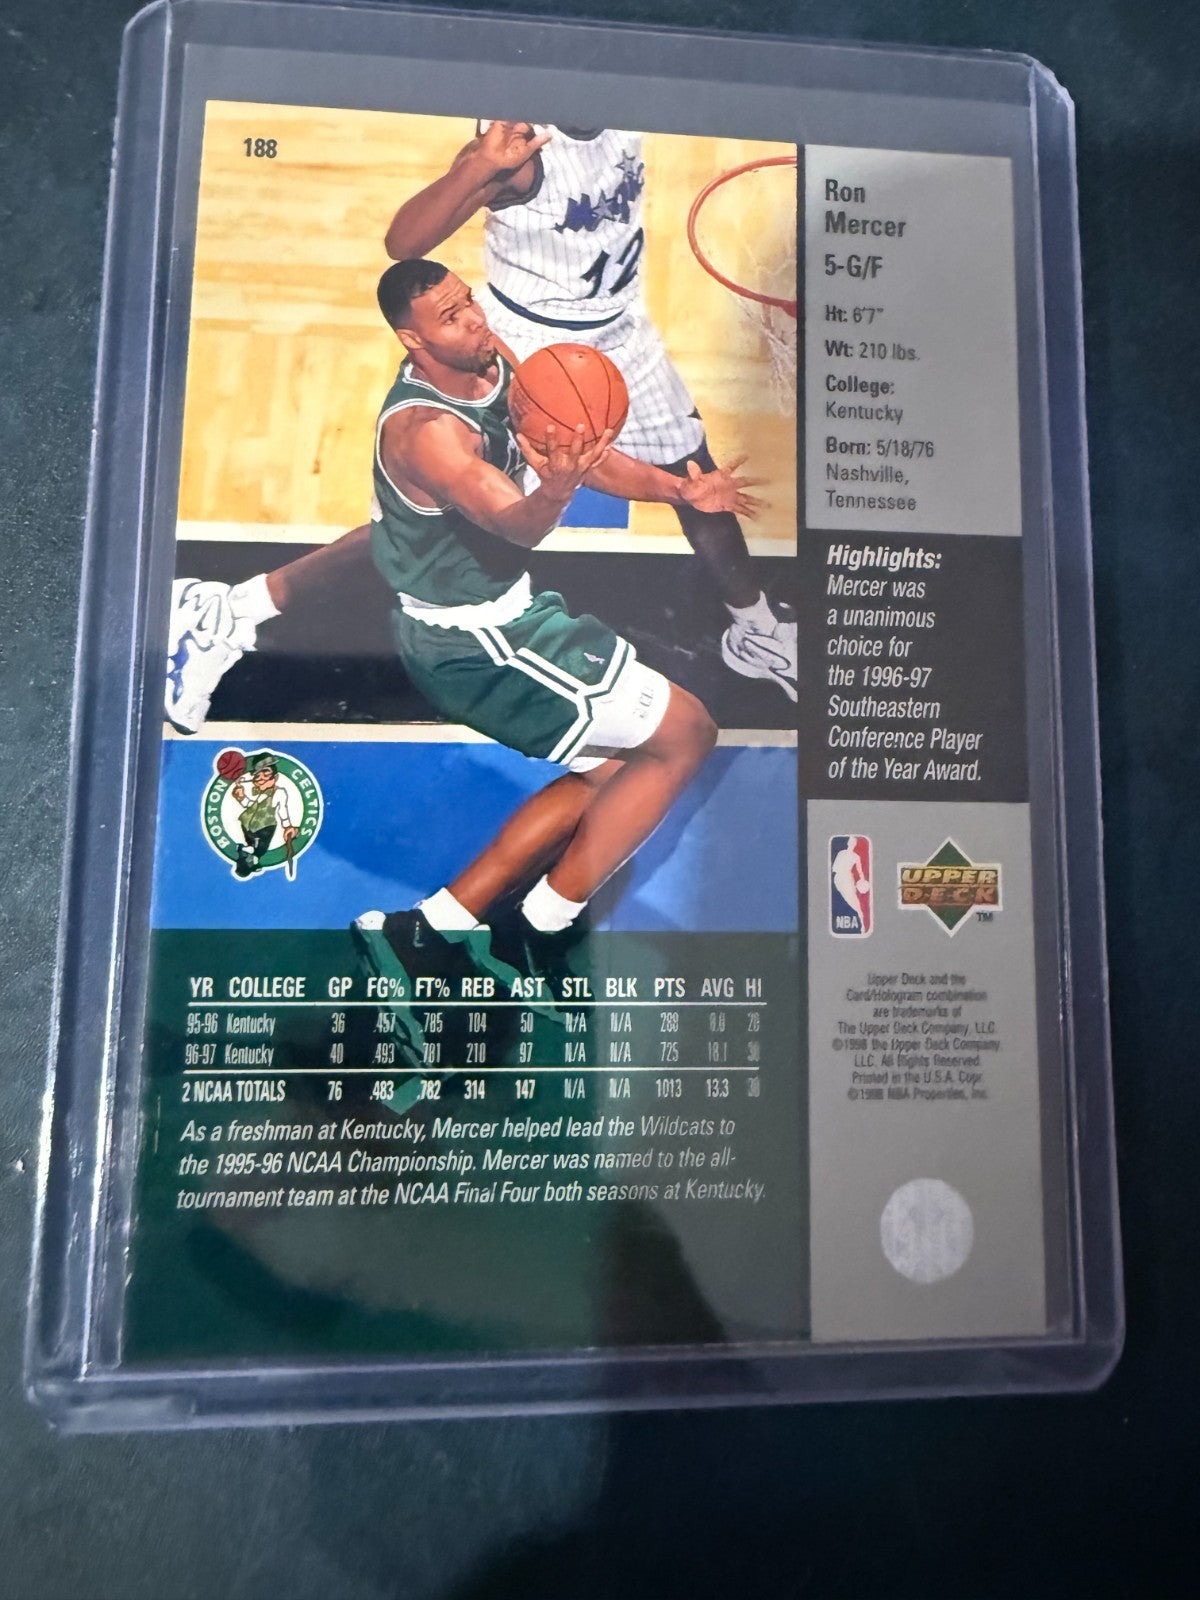 188
Magic
12
Ron
Mercer
5-G/F
Ht: 6'7"
Wt: 210 lbs.
College:
Kentucky
Born: 5/18/76
Nashville,
Tennessee
Highlights:
Mercer was
a unanimous
choice for
the 1996-97
Southeastern
Conference Player
of the Year Award.
BOSTON CELTICS
NBA
UPPER
DECK
TM
YR COLLEGE GP FG% FT% REB AST STL BLK PTS AVG HI
95-96 Kentucky 36 .457 .785 104 50 N/A N/A 288 8.0
96-97 Kentucky 40 .493 .781 210 97 N/A N/A 725 18.1 30
2 NCAA TOTALS 76 .483 .782 314 147 N/A N/A 1013 13.3 30
As a freshman at Kentucky, Mercer helped lead the Wildcats to
the 1995-96 NCAA Championship. Mercer was named to the all-
tournament team at the NCAA Final Four both seasons at Kentucky.
Upper Deck and the
Card/Hologram combination
are trademarks of
The Upper Deck Company, LLC.
©1998 the Upper Deck Company
LLC. All Rights Reserved.
Printed in the U.S.A. Copr.
©1998 NBA Properties, Inc.